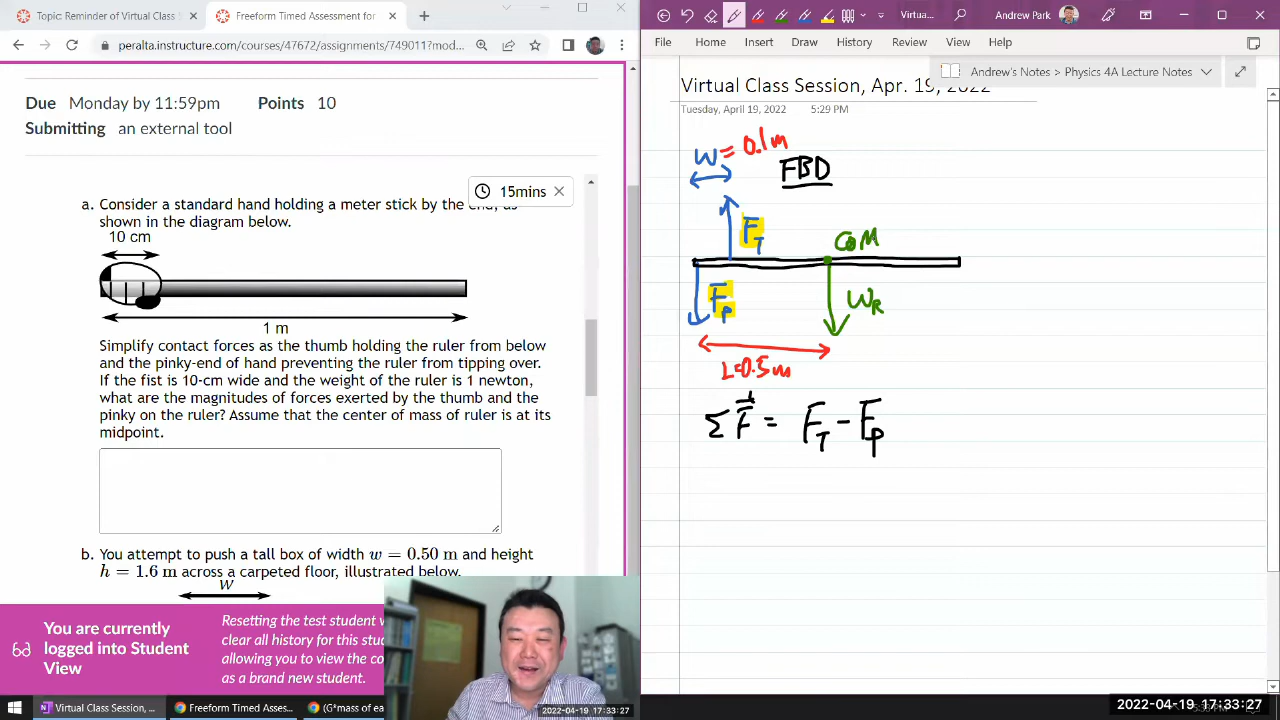 Topic Reminder of Virtual Class
Freeform Timed Assessment for
peralta.instructure.com/courses/47672/assignments/749011?mod...
Due Monday by 11:59pm Points 10
Submitting an external tool
15mins
a. Consider a standard hand holding a meter stick by the end, as
shown in the diagram below.
10 cm
1 m
Simplify contact forces as the thumb holding the ruler from below
and the pinky-end of hand preventing the ruler from tipping over.
If the fist is 10-cm wide and the weight of the ruler is 1 newton,
what are the magnitudes of forces exerted by the thumb and the
pinky on the ruler? Assume that the center of mass of ruler is at its
midpoint.
b. You attempt to push a tall box of width w = 0.50 m and height
h = 1.6 m across a carpeted floor, illustrated below.
W
You are currently
logged into Student
View
Resetting the test student
clear all history for this stu
allowing you to view the co
as a brand new student.
Virtual Class Session, ...
Freeform Timed Asses...
(G*mass of ea
2022-04-19 17:33:27
Virtua...
Andrew Park
File Home Insert Draw History Review View Help
Andrew's Notes > Physics 4A Lecture Notes
Virtual Class Session, Apr. 19, 2022
Tuesday, April 19, 2022 5:29 PM
W = 0.1m
FBD
F_T
COM
F_P
W_R
L=0.5m
Σ F⃗ = F_T - F_P
2022-04-19 17:33:27